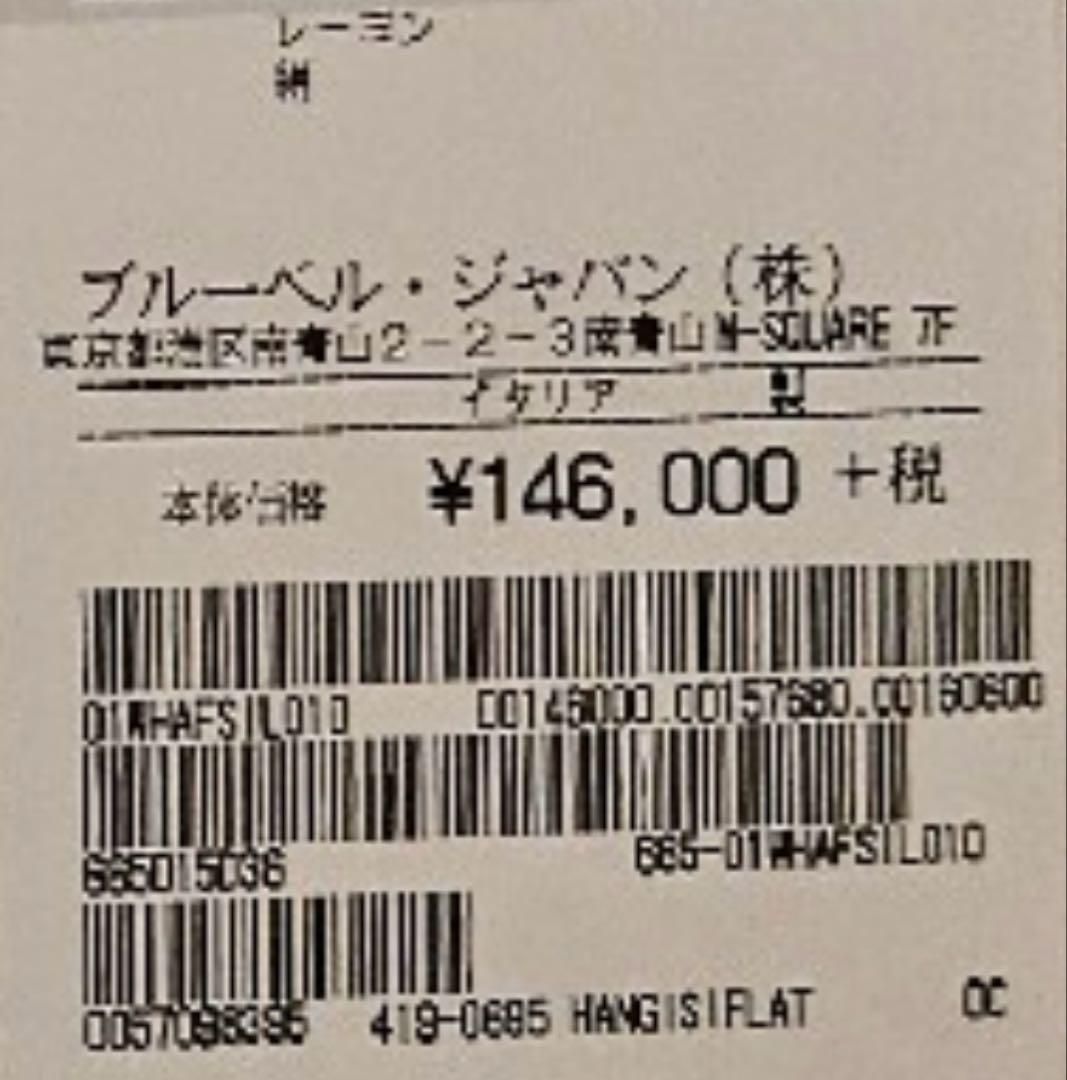 レーヨン
絹
ブルーベル・ジャパン(株)
東京都港区南青山2-2-3南青山M-SQUARE 7F
イタリア 製
本体価格 ¥146,000 +税
01WHAFSIL010 00146000.00157680.00160600
665015036 665-01WHAFSIL010
419-0695 HANGISIFLAT